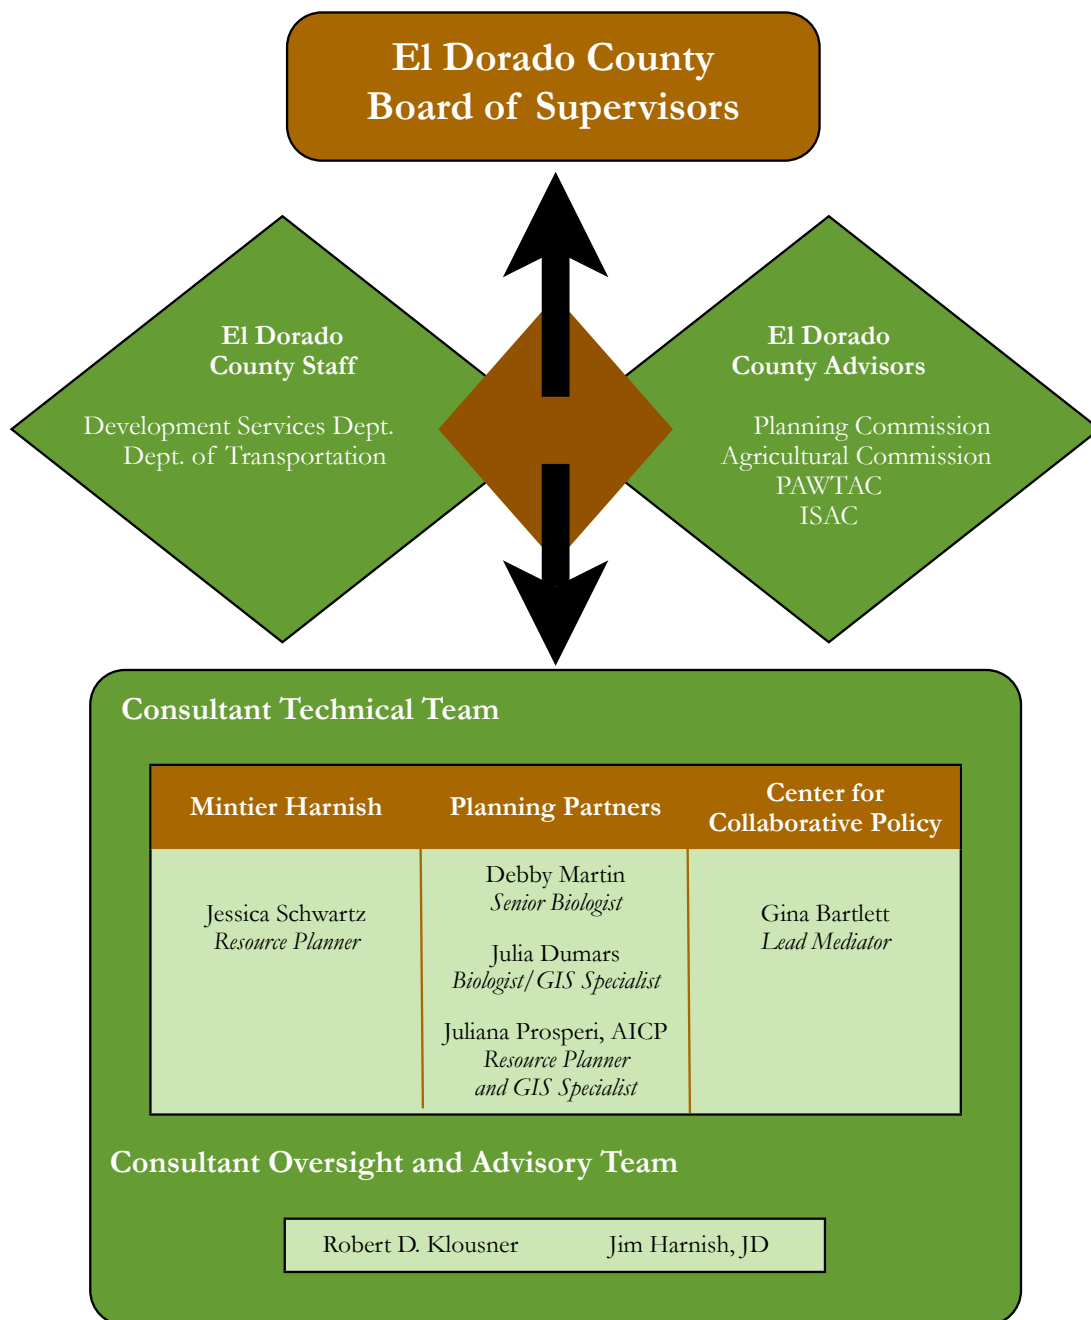 El Dorado County
Board of Supervisors
El Dorado
County Staff
Development Services Dept.
Dept. of Transportation
El Dorado
County Advisors
Planning Commission
Agricultural Commission
PAWTAC
ISAC
Consultant Technical Team
Mintier Harnish
Jessica Schwartz
Resource Planner
Planning Partners
Debby Martin
Senior Biologist
Julia Dumars
Biologist/GIS Specialist
Juliana Prosperi, AICP
Resource Planner
and GIS Specialist
Center for
Collaborative Policy
Gina Bartlett
Lead Mediator
Consultant Oversight and Advisory Team
Robert D. Klousner
Jim Harnish, JD